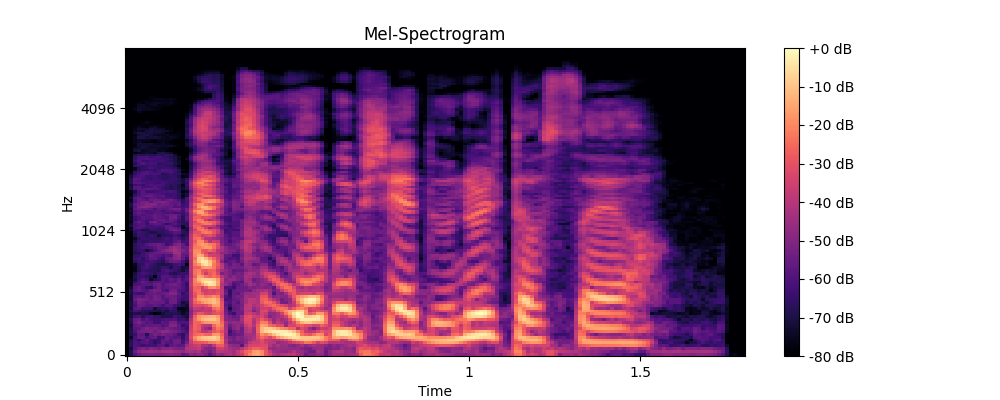 Mel-Spectrogram
+0 dB
-10 dB
-20 dB
-30 dB
-40 dB
-50 dB
-60 dB
-70 dB
-80 dB
4096
2048
1024
512
0
Hz
0 0.5 1 1.5
Time